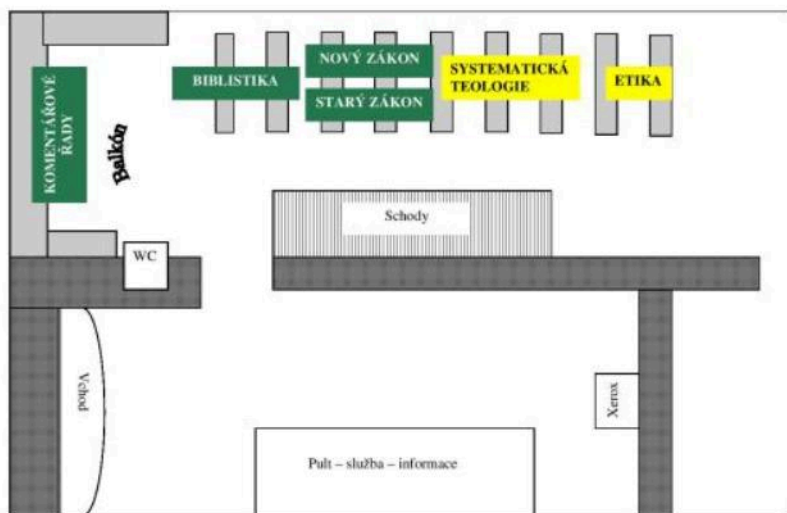 NOVÝ ZÁKON
SYSTEMATICKÁ
TEOLOGIE
BIBLISTIKA
ETIKA
STARÝ ZÁKON
KOMENTÁŘOVÉ
ŘADY
Balkón
Schody
WC
Vchod
Xerox
Pult – služba – informace